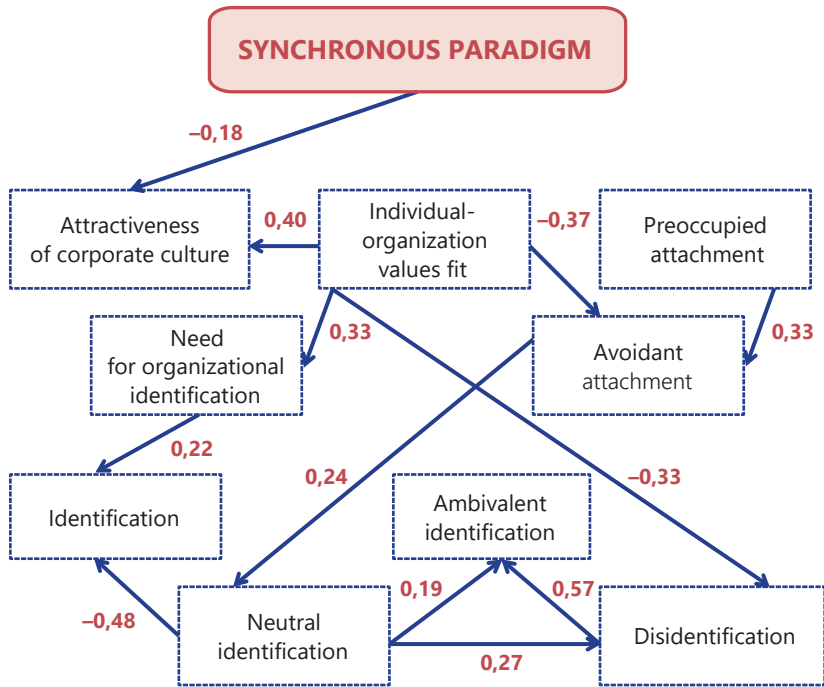 SYNCHRONOUS PARADIGM
–0,18
Attractiveness
of corporate culture
0,40
Individual-
organization
values fit
–0,37
Preoccupied
attachment
Need
for organizational
identification
0,33
Avoidant
attachment
0,33
0,22
0,24
–0,33
Identification
Ambivalent
identification
–0,48
Neutral
identification
0,19
0,57
0,27
Disidentification